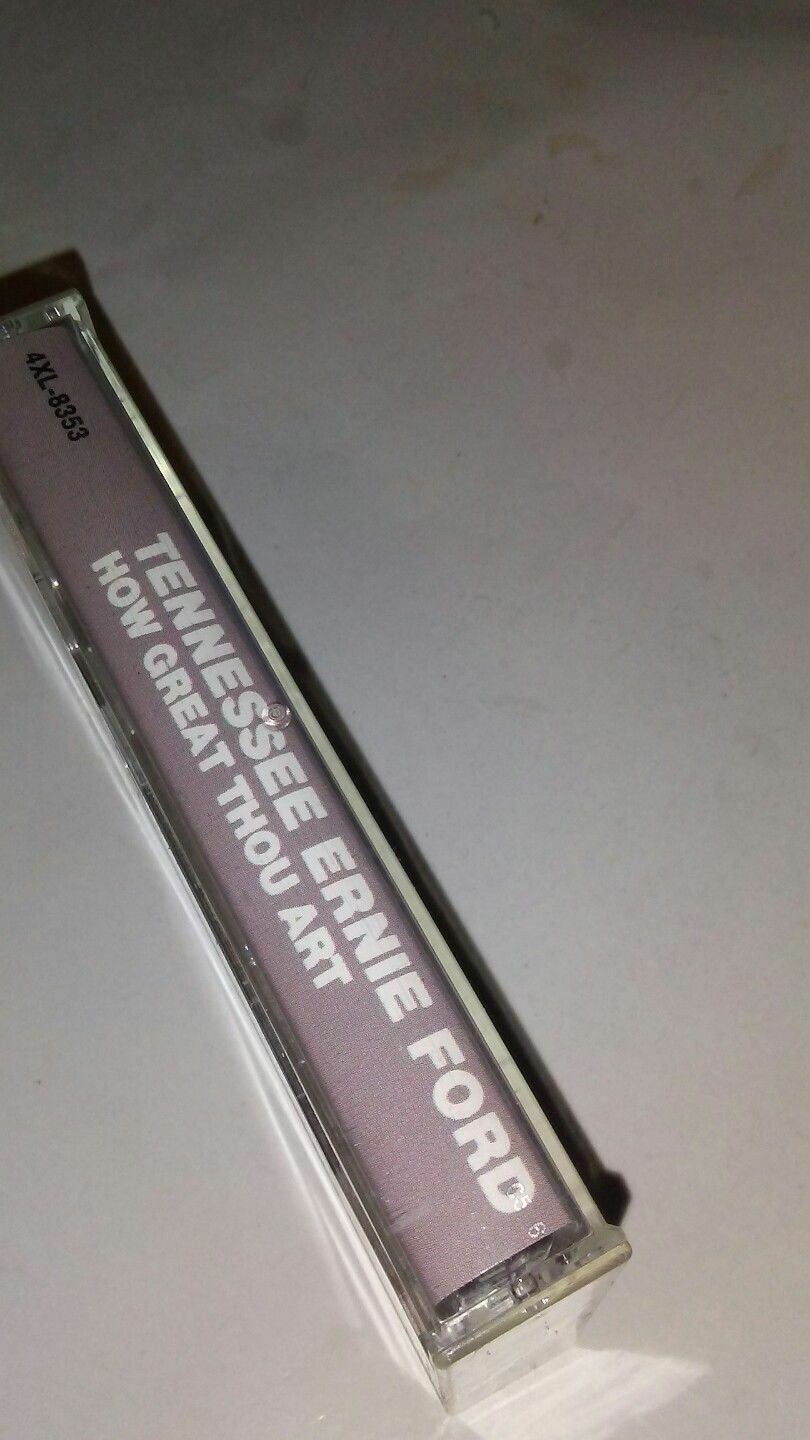 4XL-8353
TENNESSEE ERNIE FORD
HOW GREAT THOU ART